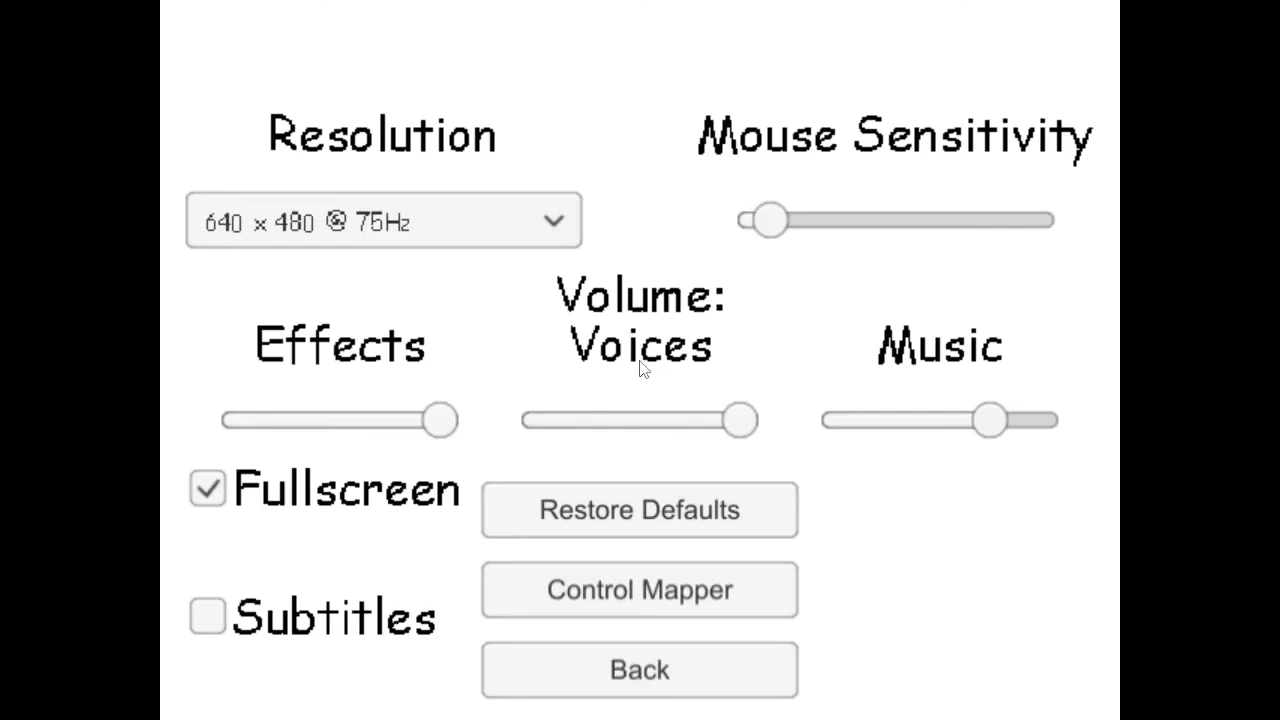 Resolution
Mouse Sensitivity
640 x 480 @ 75Hz
Volume:
Effects
Voices
Music
Fullscreen
Restore Defaults
Control Mapper
Subtitles
Back